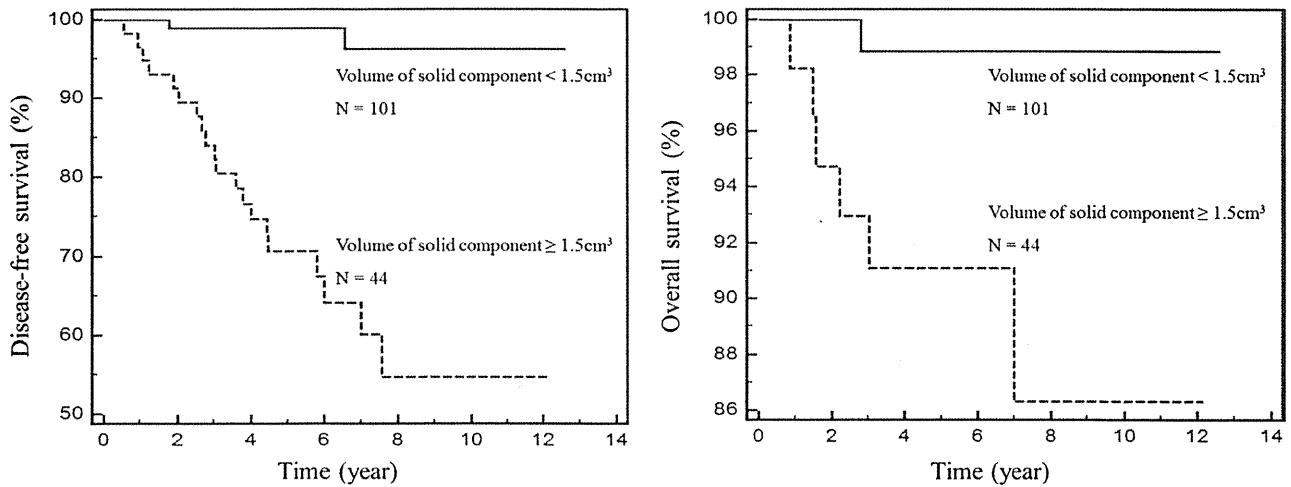 Disease-free survival (%)
100
90
80
70
60
50
Volume of solid component < 1.5cm³
N = 101
Volume of solid component ≥ 1.5cm³
N = 44
0 2 4 6 8 10 12 14
Time (year)
Overall survival (%)
100
98
96
94
92
90
88
86
Volume of solid component < 1.5cm³
N = 101
Volume of solid component ≥ 1.5cm³
N = 44
0 2 4 6 8 10 12 14
Time (year)